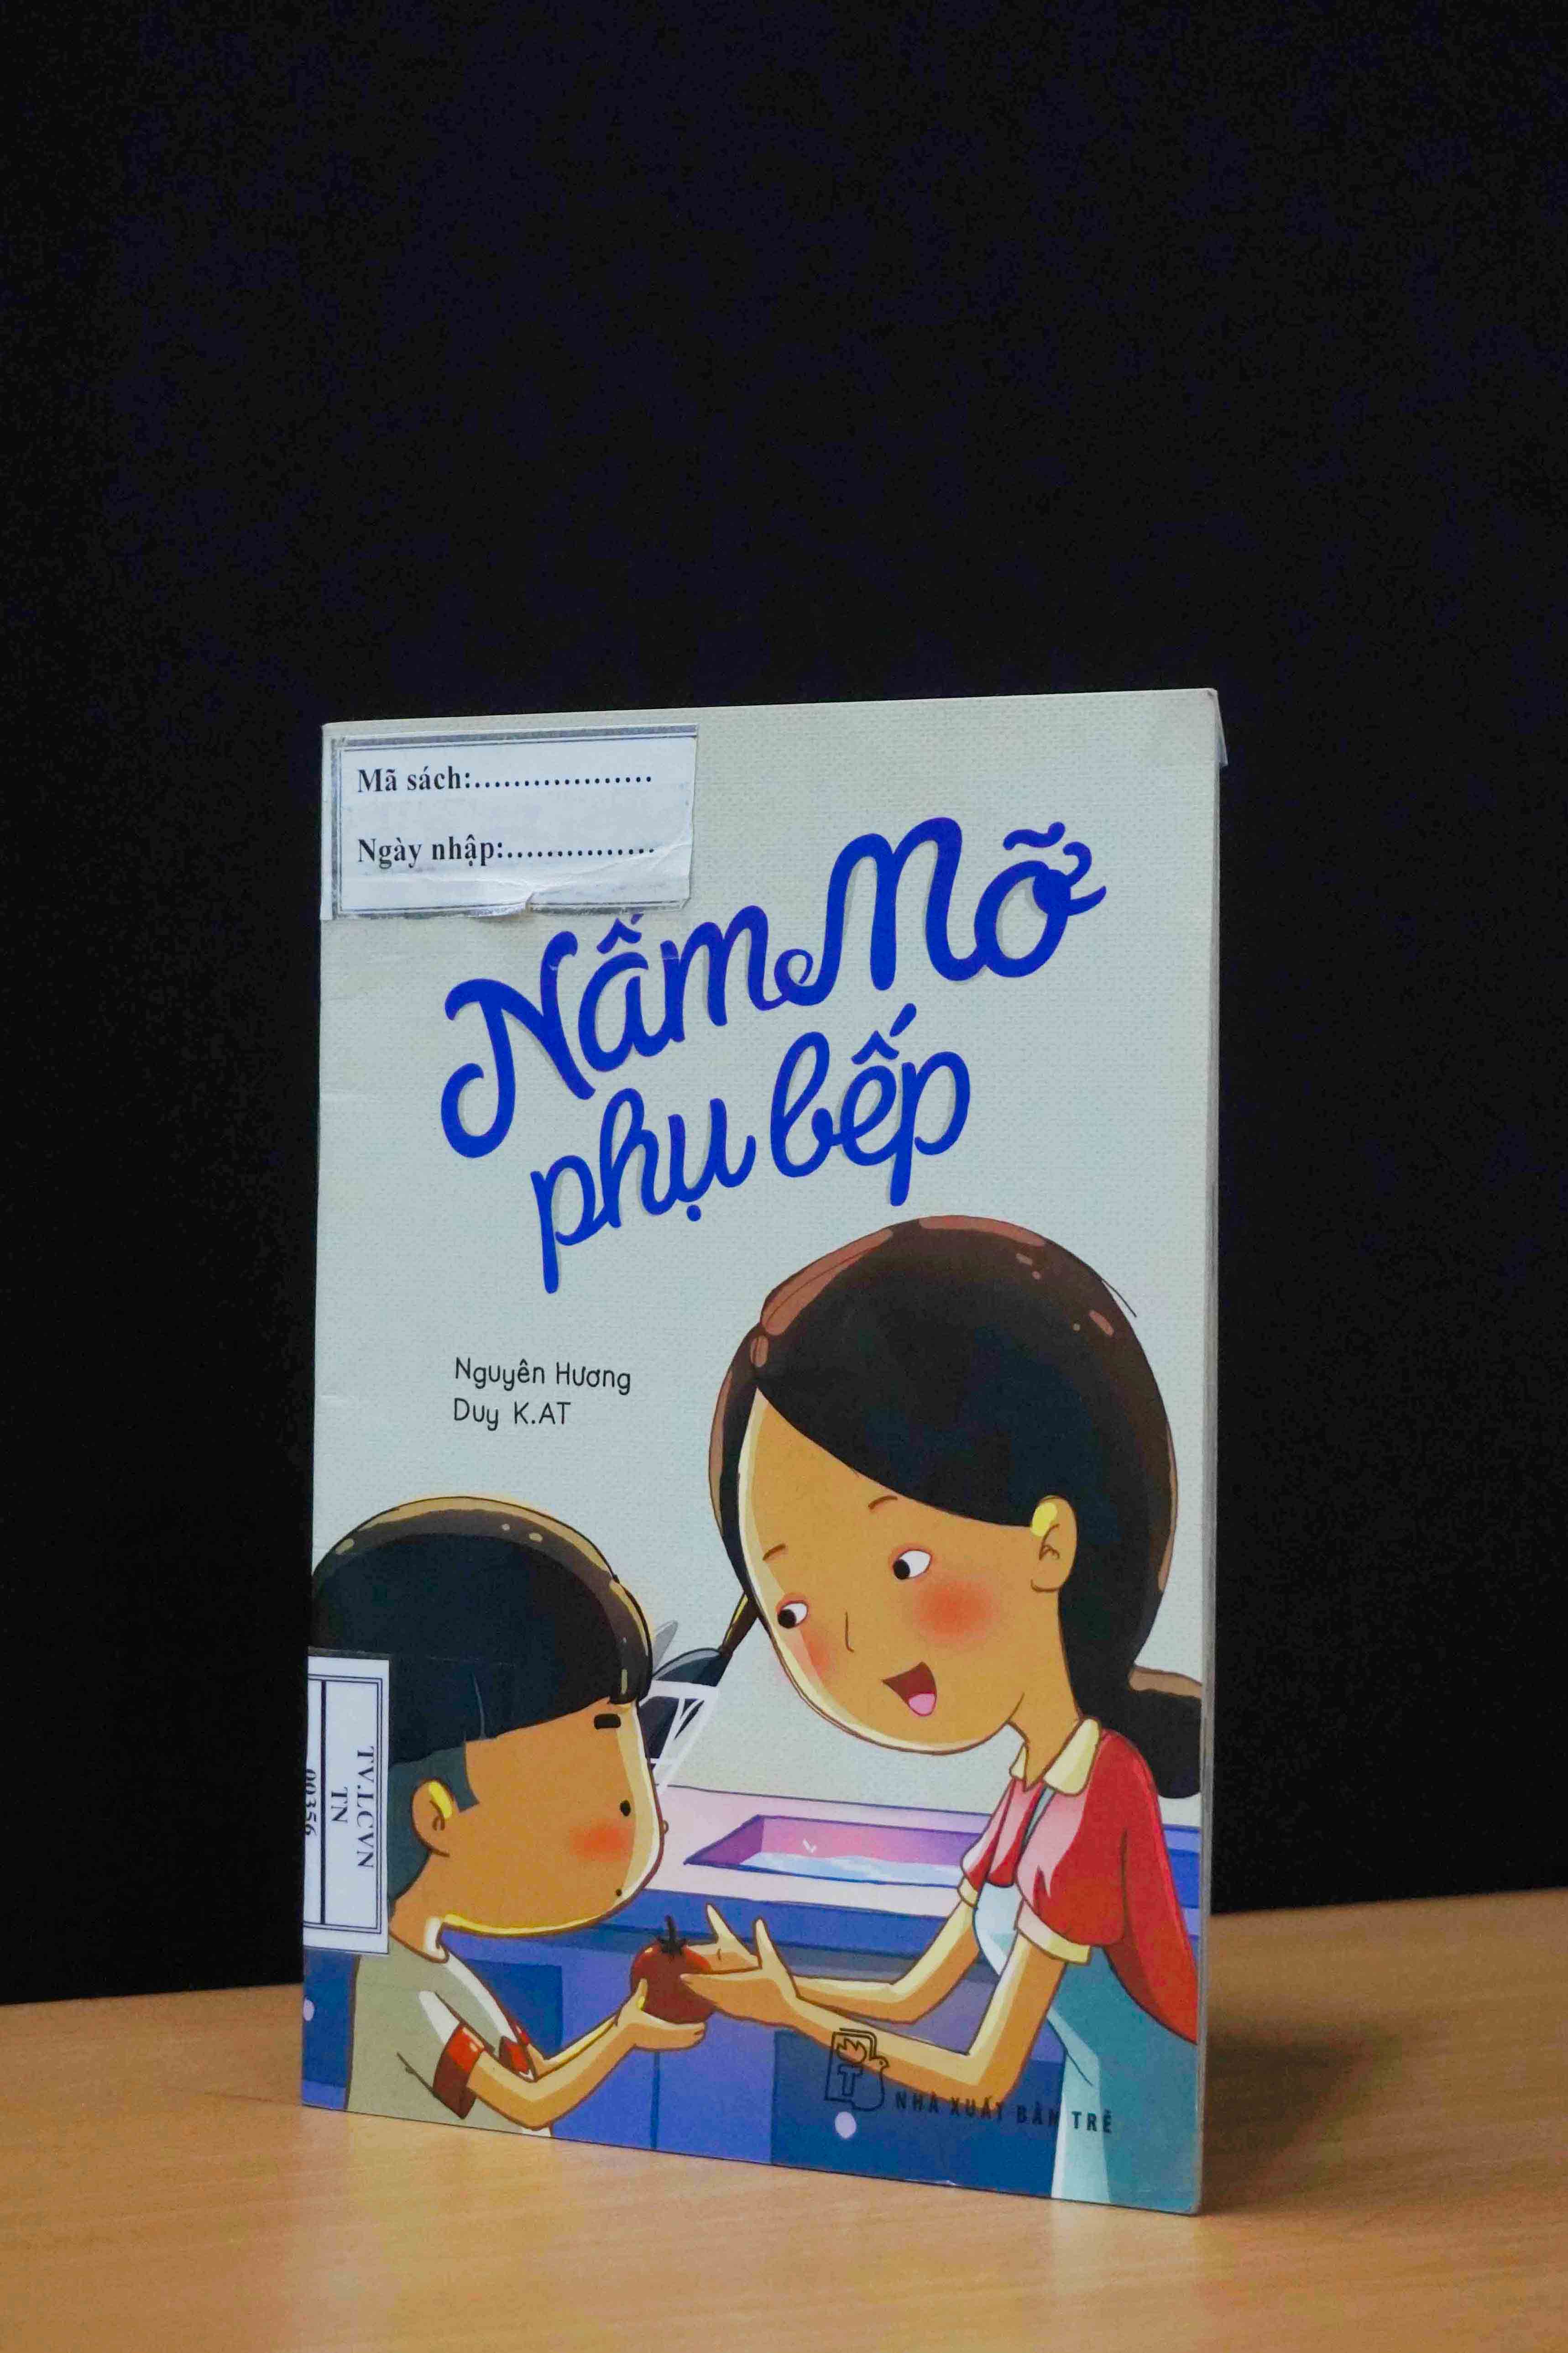 Mã sách:..................
Ngày nhập:...............
Nấm Mỡ
phụ bếp
Nguyên Hương
Duy K.AT
TV.LCVN
TN
00356
T
NHÀ XUẤT BẢN TRẺ